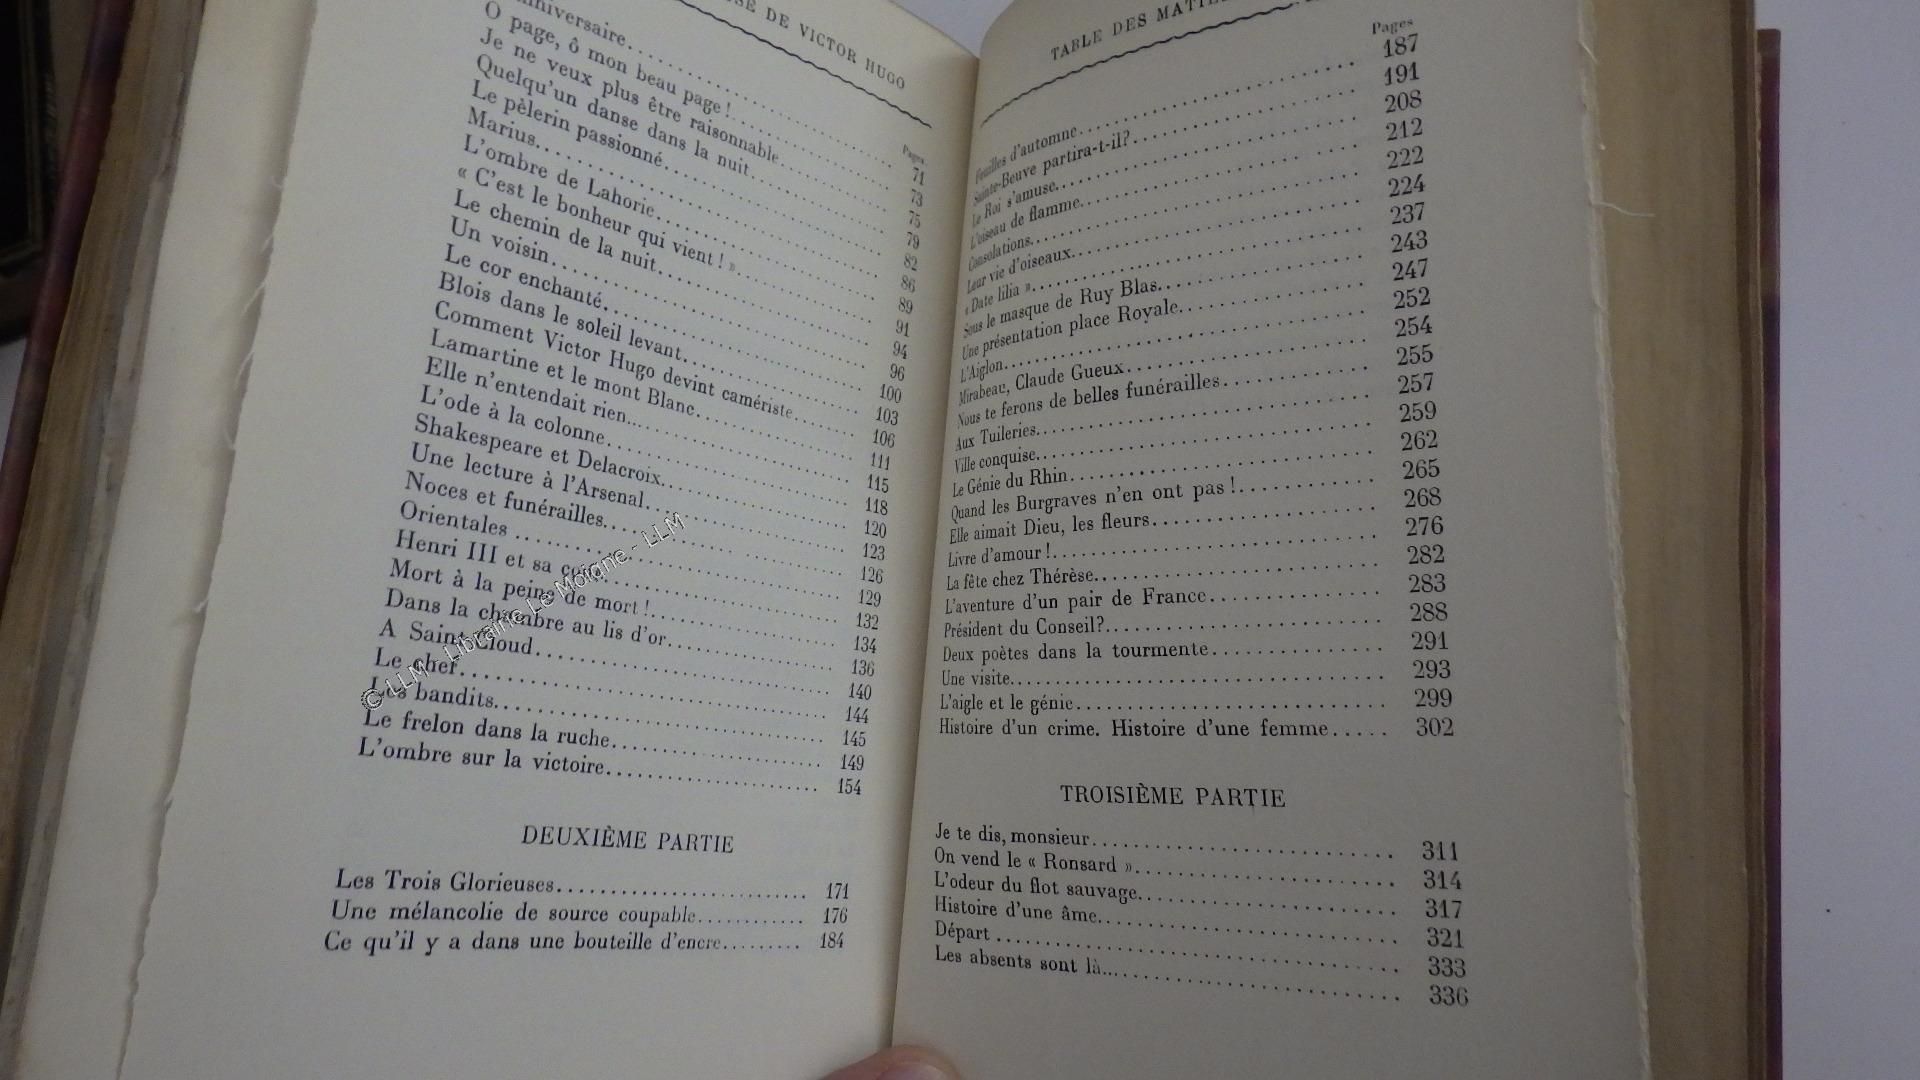 DE VICTOR HUGO
Pages.
nniversaire.......... 71
O page, ô mon beau page !.......... 73
Je ne veux plus être raisonnable.......... 75
Quelqu'un danse dans la nuit.......... 79
Le pèlerin passionné.......... 82
Marius.......... 86
L'ombre de Lahorie.......... 89
« C'est le bonheur qui vient ! ».......... 91
Le chemin de la nuit.......... 94
Un voisin.......... 96
Le cor enchanté.......... 100
Blois dans le soleil levant.......... 103
Comment Victor Hugo devint camériste.......... 106
Lamartine et le mont Blanc.......... 111
Elle n'entendait rien.......... 115
L'ode à la colonne.......... 118
Shakespeare et Delacroix.......... 120
Une lecture à l'Arsenal.......... 123
Noces et funérailles.......... 126
Orientales.......... 129
Henri III et sa cour.......... 132
Mort à la peine de mort !.......... 134
Dans la chambre au lis d'or.......... 136
A Saint-Cloud.......... 140
Le chef.......... 144
Les bandits.......... 145
Le frelon dans la ruche.......... 149
L'ombre sur la victoire.......... 154
DEUXIÈME PARTIE
Les Trois Glorieuses.......... 171
Une mélancolie de source coupable.......... 176
Ce qu'il y a dans une bouteille d'encre.......... 184
© LLM - Librairie Le Moigne - LLM
TABLE DES
Pages
Feuilles d'automne.......... 187
Sainte-Beuve partira-t-il?.......... 191
Le Roi s'amuse.......... 208
L'oiseau de flamme.......... 212
Consolations.......... 222
Leur vie d'oiseaux.......... 224
« Date lilia ».......... 237
Sous le masque de Ruy Blas.......... 243
Une présentation place Royale.......... 247
L'Aiglon.......... 252
Mirabeau, Claude Gueux.......... 254
Nous te ferons de belles funérailles.......... 255
Aux Tuileries.......... 257
Ville conquise.......... 259
Le Génie du Rhin.......... 262
Quand les Burgraves n'en ont pas !.......... 265
Elle aimait Dieu, les fleurs.......... 268
Livre d'amour !.......... 276
La fête chez Thérèse.......... 282
L'aventure d'un pair de France.......... 283
Président du Conseil?.......... 288
Deux poètes dans la tourmente.......... 291
Une visite.......... 293
L'aigle et le génie.......... 299
Histoire d'un crime. Histoire d'une femme..... 302
TROISIÈME PARTIE
Je te dis, monsieur.......... 311
On vend le « Ronsard ».......... 314
L'odeur du flot sauvage.......... 317
Histoire d'une âme.......... 321
Départ.......... 333
Les absents sont là.......... 336